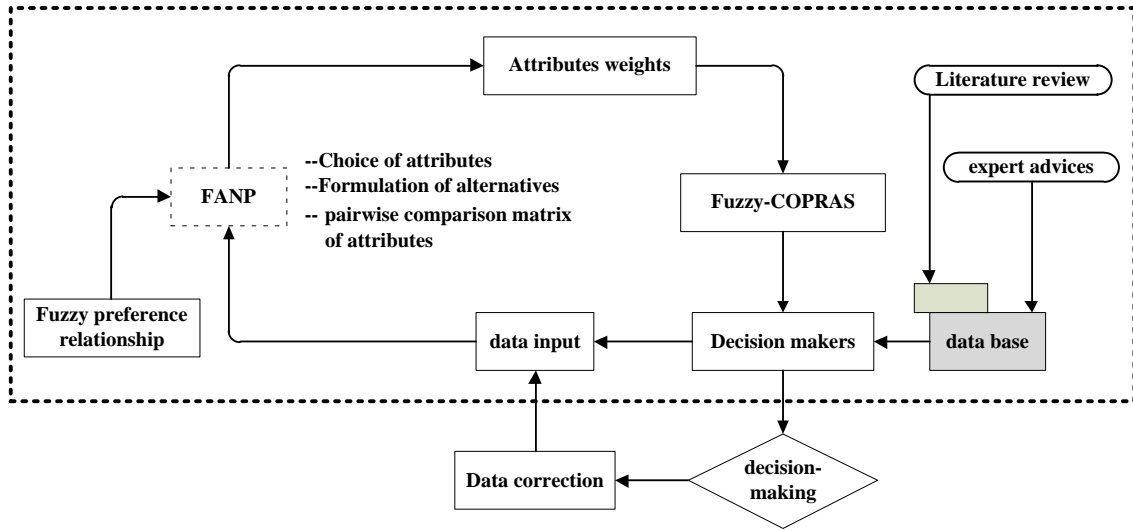 Attributes weights
Literature review
--Choice of attributes
--Formulation of alternatives
-- pairwise comparison matrix
of attributes
expert advices
FANP
Fuzzy-COPRAS
Fuzzy preference
relationship
data input
Decision makers
data base
Data correction
decision-
making